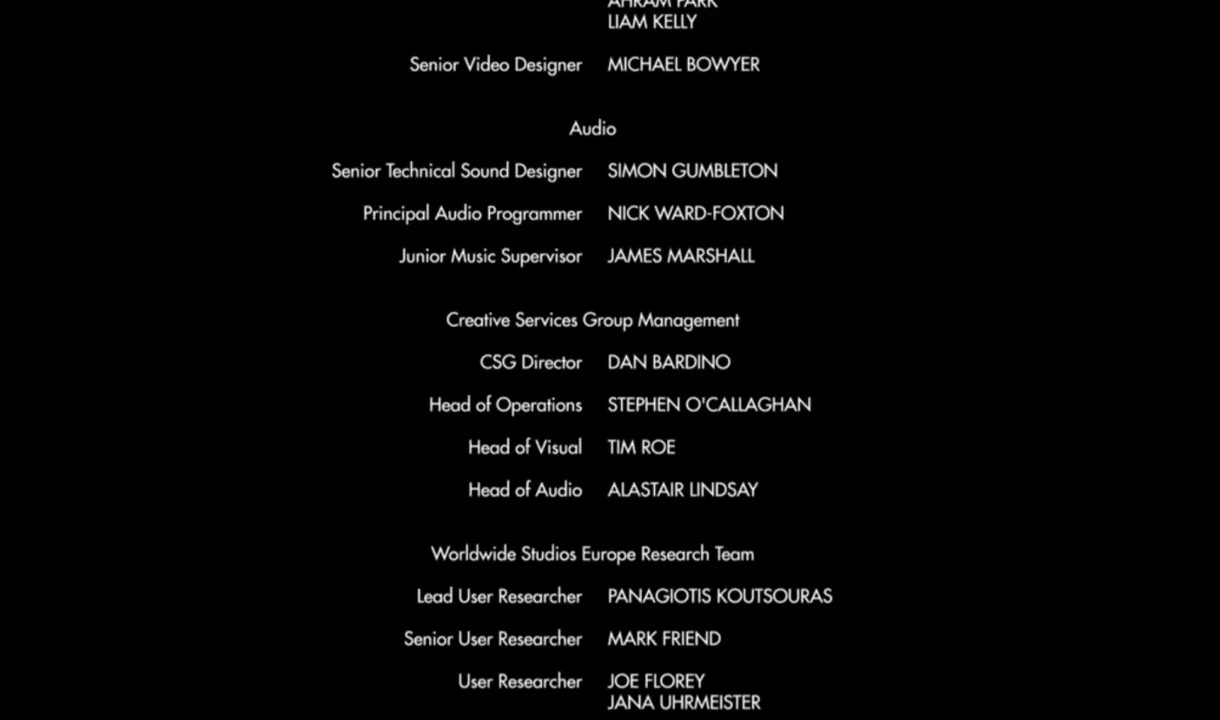 AHRAM PARK
LIAM KELLY
Senior Video Designer MICHAEL BOWYER
Audio
Senior Technical Sound Designer SIMON GUMBLETON
Principal Audio Programmer NICK WARD-FOXTON
Junior Music Supervisor JAMES MARSHALL
Creative Services Group Management
CSG Director DAN BARDINO
Head of Operations STEPHEN O'CALLAGHAN
Head of Visual TIM ROE
Head of Audio ALASTAIR LINDSAY
Worldwide Studios Europe Research Team
Lead User Researcher PANAGIOTIS KOUTSOURAS
Senior User Researcher MARK FRIEND
User Researcher JOE FLOREY
JANA UHRMEISTER